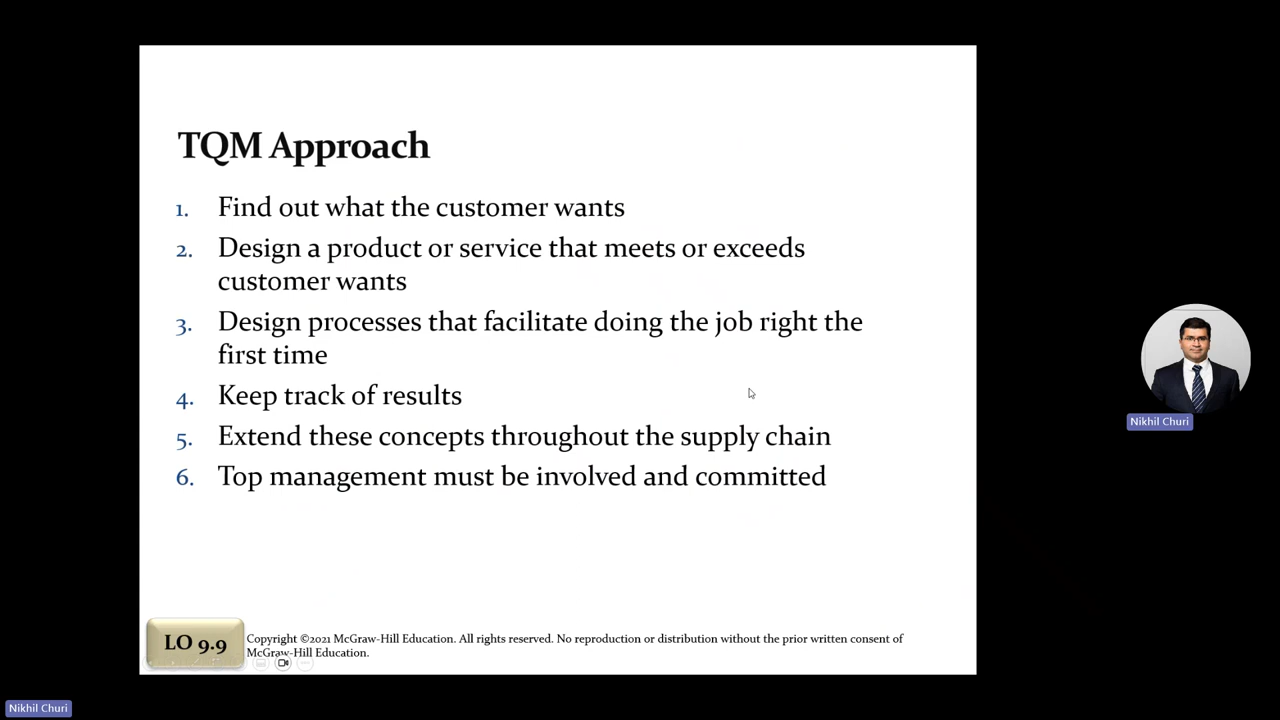 TQM Approach
1. Find out what the customer wants
2. Design a product or service that meets or exceeds
customer wants
3. Design processes that facilitate doing the job right the
first time
4. Keep track of results
5. Extend these concepts throughout the supply chain
6. Top management must be involved and committed
LO 9.9
Copyright ©2021 McGraw-Hill Education. All rights reserved. No reproduction or distribution without the prior written consent of
McGraw-Hill Education.
Nikhil Churi
Nikhil Churi